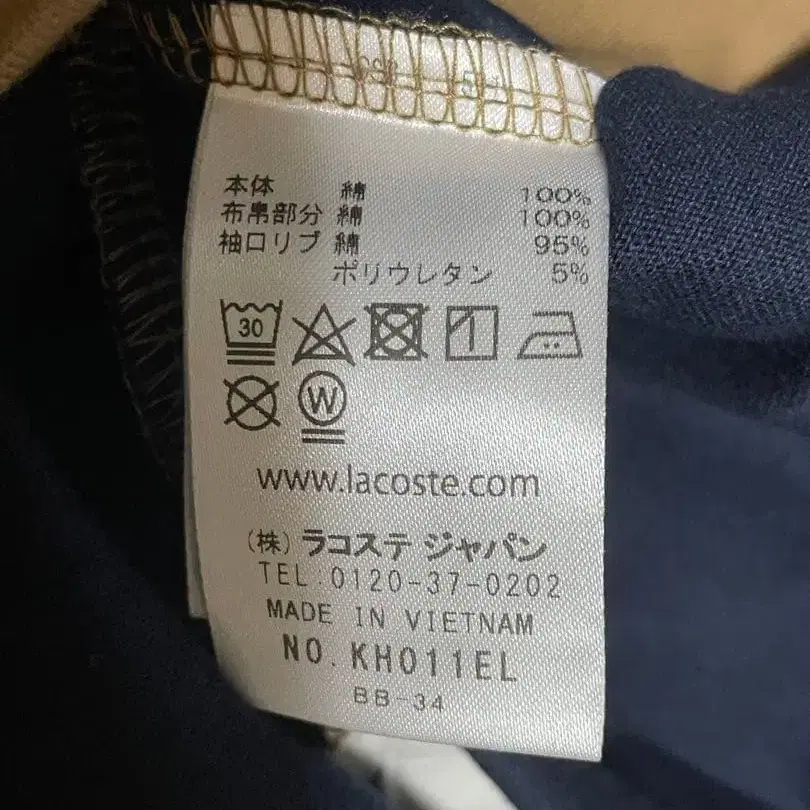 本体 綿 100%
布帛部分 綿 100%
袖口リブ 綿 95%
ポリウレタン 5%
30
W
www.lacoste.com
(株) ラコステ ジャパン
TEL.0120-37-0202
MADE IN VIETNAM
NO. KH011EL
BB-34